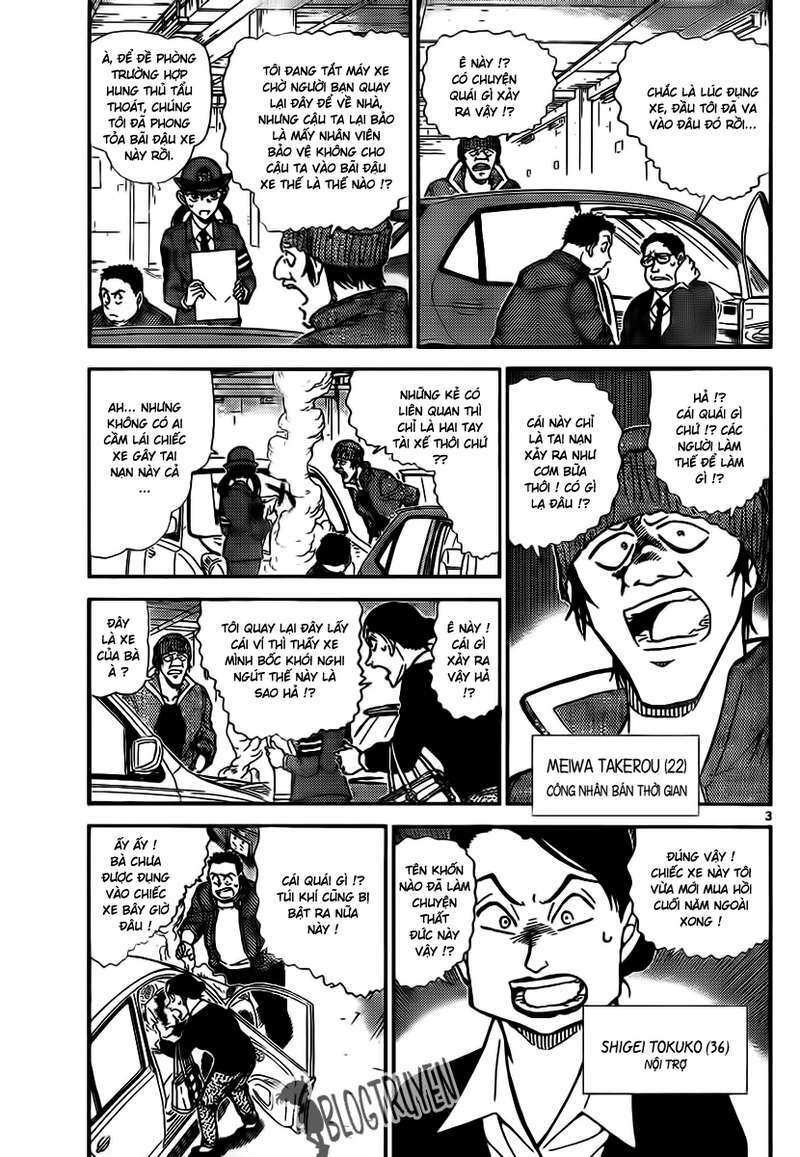 CHẮC LÀ LÚC ĐỤNG
XE, ĐẦU TÔI ĐÃ VA
VÀO ĐÂU ĐÓ RỒI...
Ê NÀY !?
CÓ CHUYỆN
QUÁI GÌ XẢY
RA VẬY !?
TÔI ĐANG TẮT MÁY XE
CHỜ NGƯỜI BẠN QUAY
LẠI ĐÂY ĐỂ VỀ NHÀ,
NHƯNG CẬU TA LẠI BẢO
LÀ MẤY NHÂN VIÊN
BẢO VỆ KHÔNG CHO
CẬU TA VÀO BÃI ĐẬU
XE THẾ LÀ THẾ NÀO !?
À, ĐỂ ĐỀ PHÒNG
TRƯỜNG HỢP
HUNG THỦ TẨU
THOÁT, CHÚNG
TÔI ĐÃ PHONG
TỎA BÃI ĐẬU XE
NÀY RỒI.
HẢ !?
CÁI QUÁI GÌ
CHỨ !? CÁC
NGƯỜI LÀM
THẾ ĐỂ LÀM
GÌ !?
CÁI NÀY CHỈ
LÀ TAI NẠN
XẢY RA NHƯ
CƠM BỮA
THÔI ! CÓ GÌ
LẠ ĐÂU !?
MEIWA TAKEROU (22)
CÔNG NHÂN BÁN THỜI GIAN
NHỮNG KẺ CÓ
LIÊN QUAN THÌ
CHỈ LÀ HAI TAY
TÀI XẾ THÔI CHỨ
??
AH... NHƯNG
KHÔNG CÓ AI
CẦM LÁI CHIẾC
XE GÂY TAI
NẠN NÀY CẢ
...
Ê NÀY !
CÁI GÌ
XẢY RA
VẬY HẢ
!?
TÔI QUAY LẠI ĐÂY LẤY
CÁI VÍ THÌ THẤY XE
MÌNH BỐC KHÓI NGHI
NGÚT THẾ NÀY LÀ
SAO HẢ !?
ĐÂY
LÀ XE
CỦA BÀ
À ?
3
ĐÚNG VẬY !
CHIẾC XE NÀY TÔI
VỪA MỚI MUA HỒI
CUỐI NĂM NGOÁI
XONG !
TÊN KHỐN
NÀO ĐÃ LÀM
CHUYỆN
THẤT
ĐỨC NÀY
VẬY !?
SHIGEI TOKUKO (36)
NỘI TRỢ
CÁI QUÁI GÌ !?
TÚI KHÍ CŨNG BỊ
BẬT RA NỮA
NÀY !
ẤY ẤY !
BÀ CHƯA
ĐƯỢC ĐỤNG
VÀO CHIẾC
XE BÂY GIỜ
ĐÂU !
BLOGTRUYEN